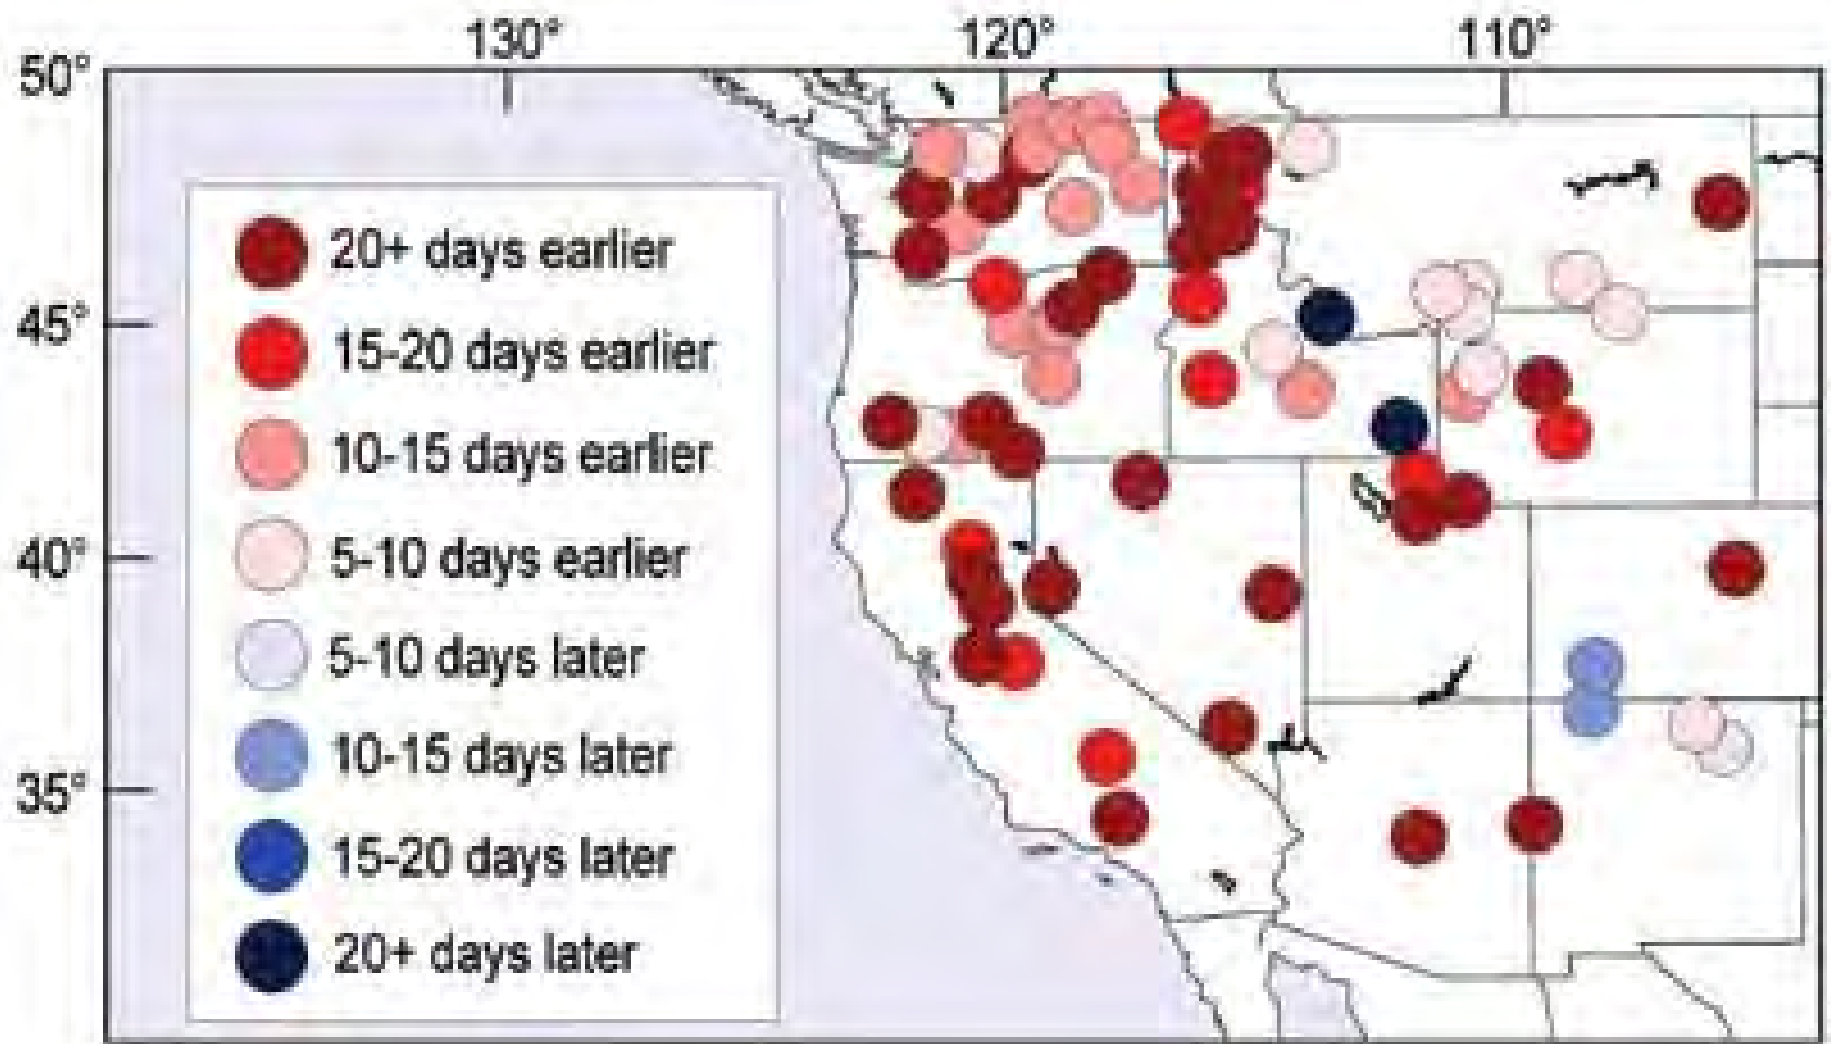 130° 120° 110°
50°
45°
40°
35°
20+ days earlier
15-20 days earlier
10-15 days earlier
5-10 days earlier
5-10 days later
10-15 days later
15-20 days later
20+ days later